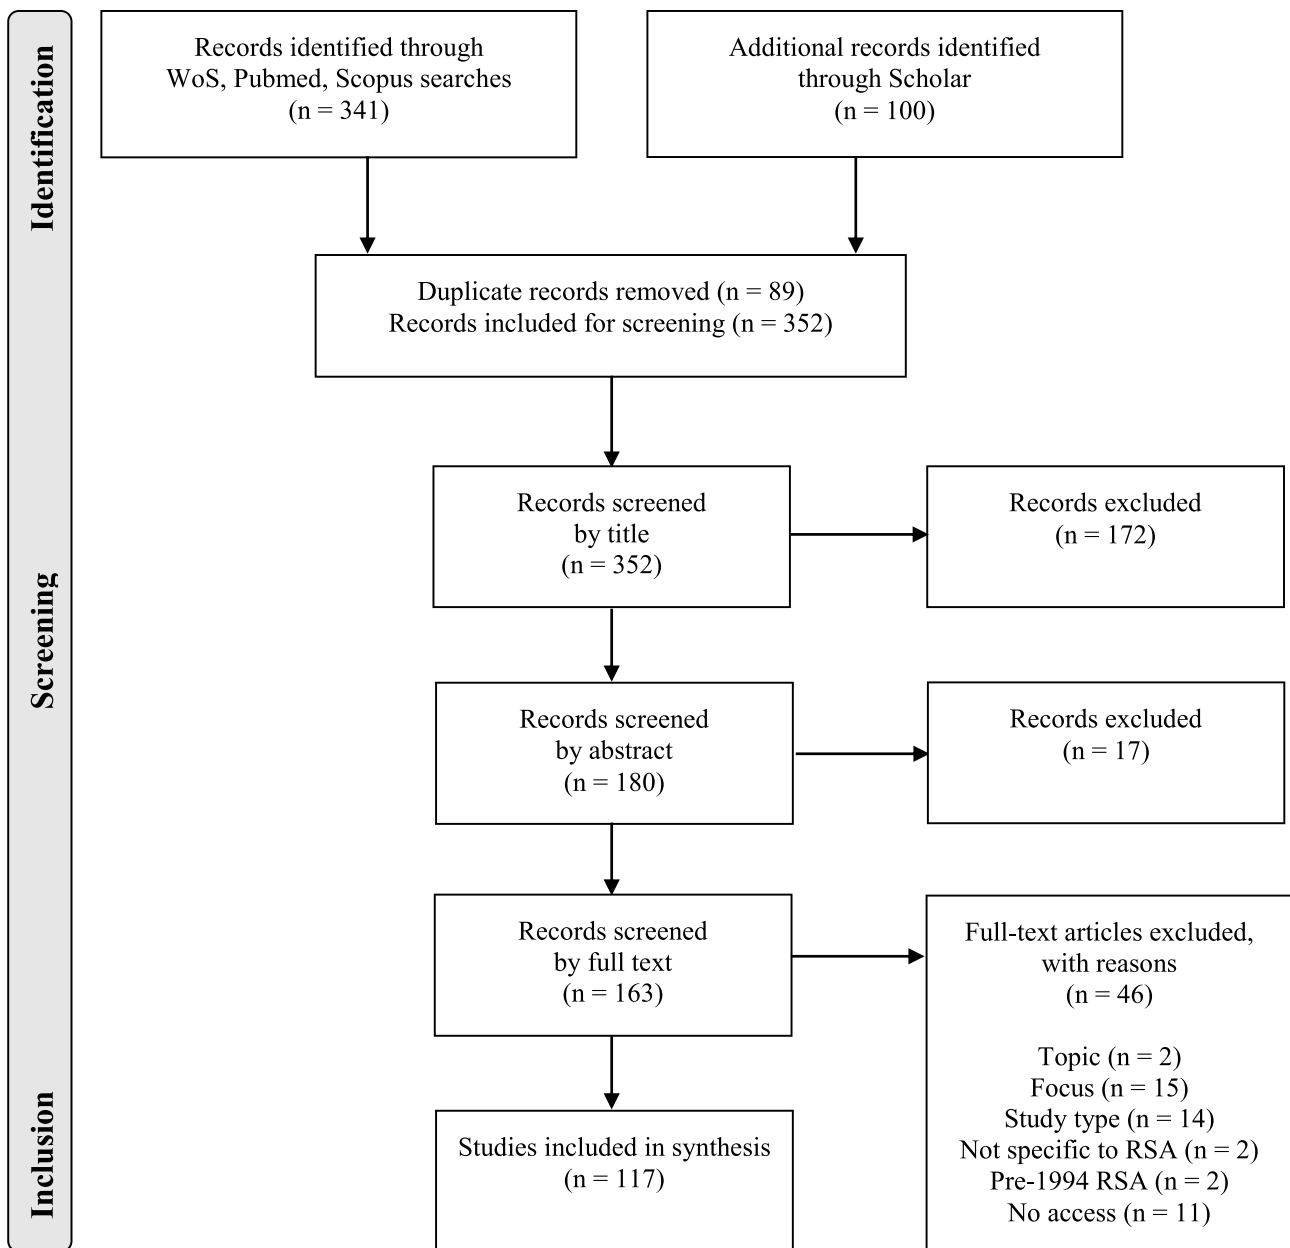 Identification
Records identified through
WoS, Pubmed, Scopus searches
(n = 341)
Additional records identified
through Scholar
(n = 100)
Duplicate records removed (n = 89)
Records included for screening (n = 352)
Screening
Records screened
by title
(n = 352)
Records excluded
(n = 172)
Records screened
by abstract
(n = 180)
Records excluded
(n = 17)
Records screened
by full text
(n = 163)
Full-text articles excluded,
with reasons
(n = 46)
Topic (n = 2)
Focus (n = 15)
Study type (n = 14)
Not specific to RSA (n = 2)
Pre-1994 RSA (n = 2)
No access (n = 11)
Inclusion
Studies included in synthesis
(n = 117)